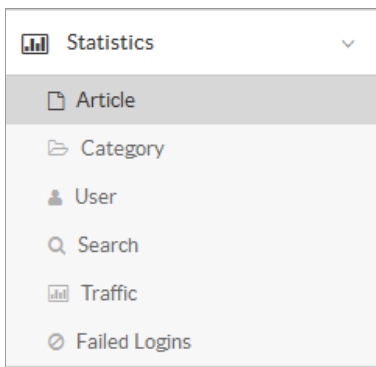 Statistics
Article
Category
User
Search
Traffic
Failed Logins